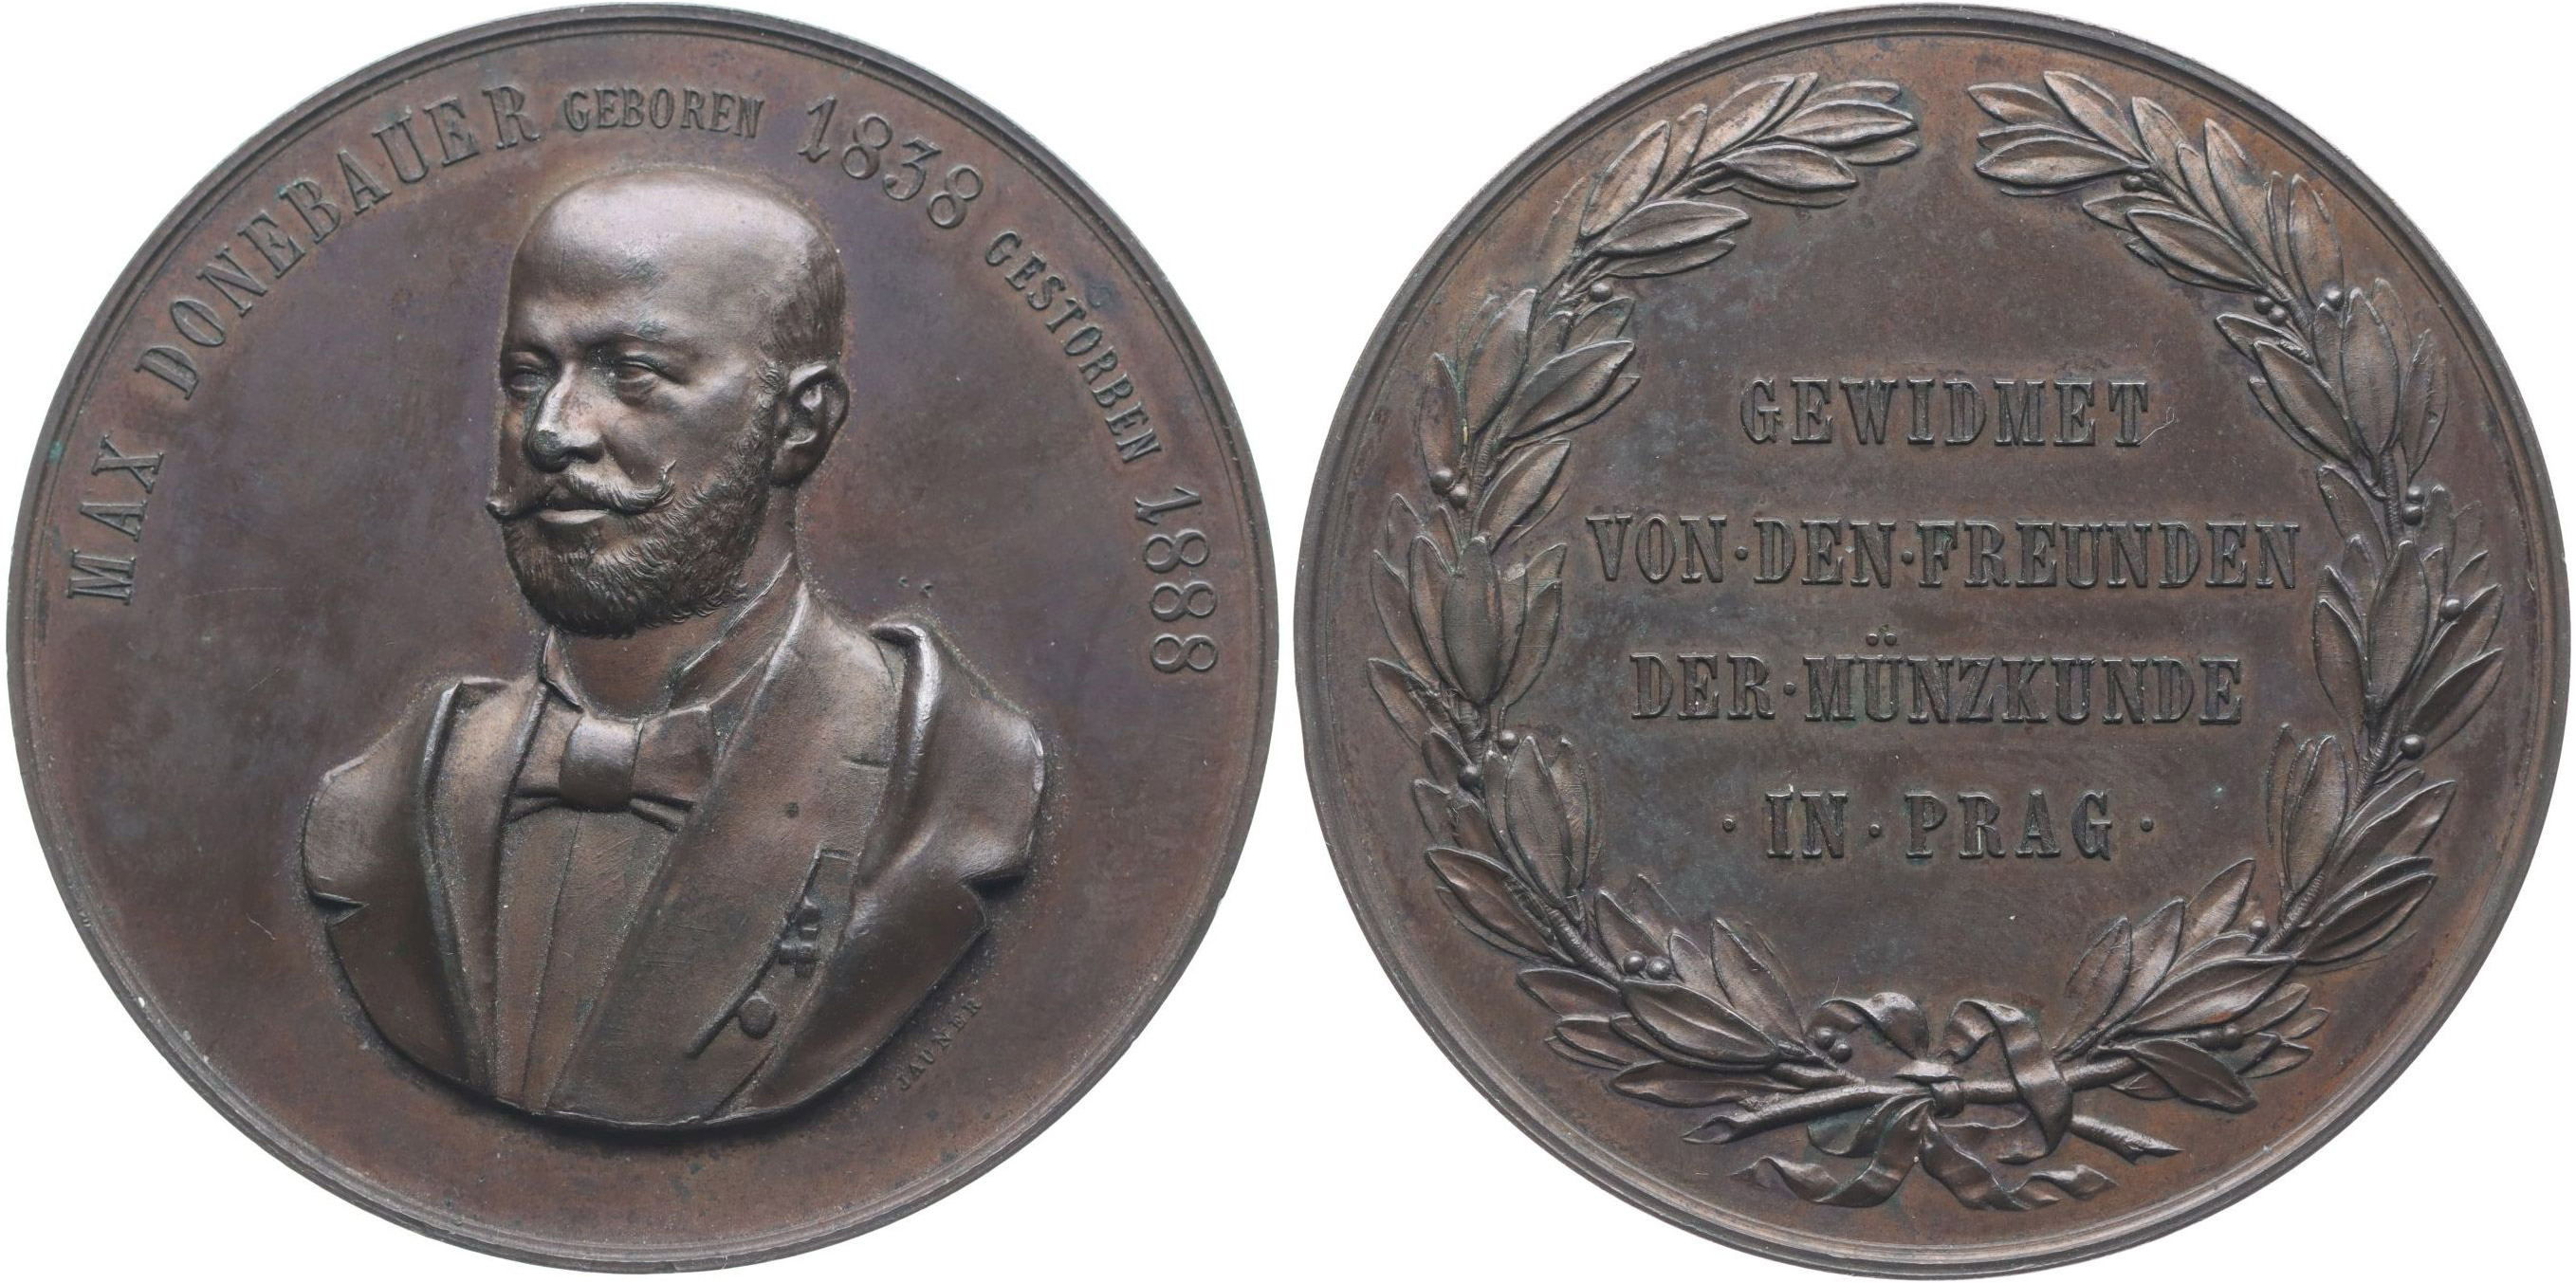 MAX DONEBAUER GEBOREN 1838 GESTORBEN 1888
JAUNER
GEWIDMET
VON·DEN·FREUNDEN
DER·MÜNZKUNDE
·IN·PRAG·